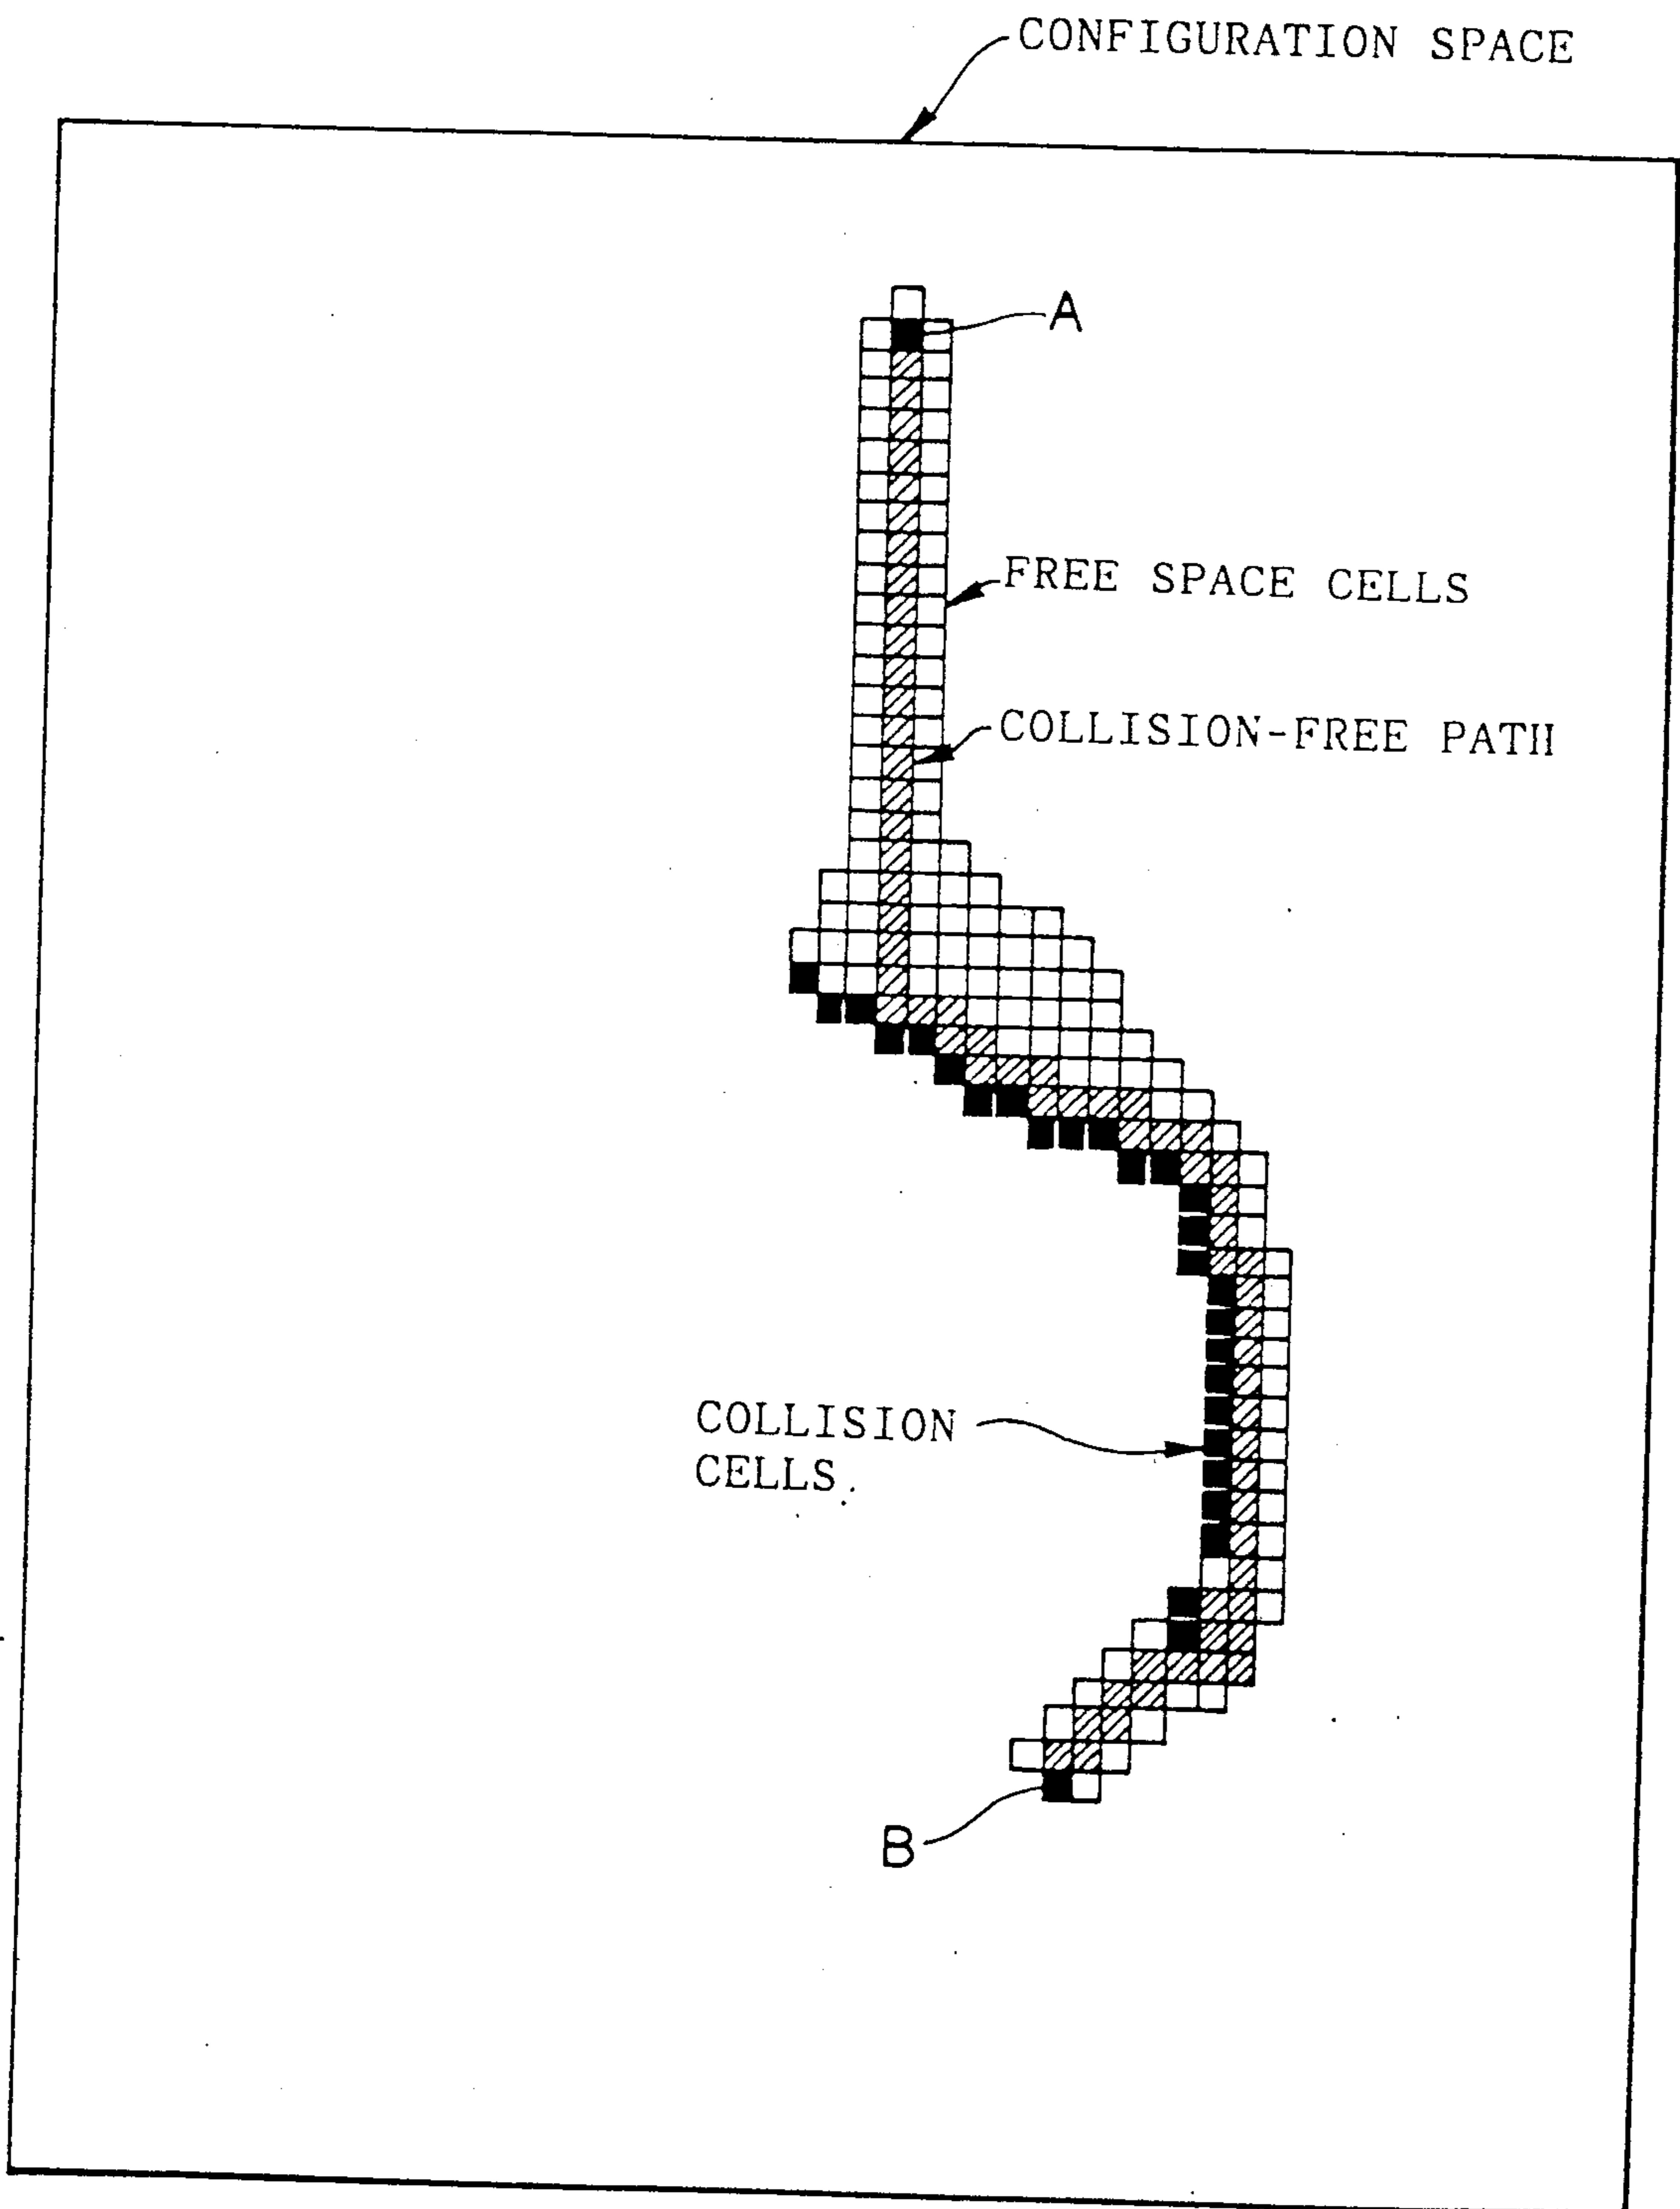 CONFIGURATION SPACE
A
FREE SPACE CELLS
COLLISION-FREE PATH
COLLISION
CELLS
B